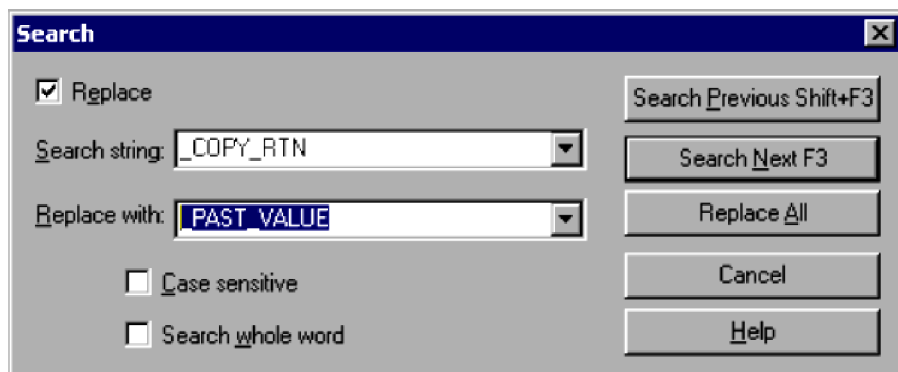 Search
Replace
Search Previous Shift+F3
Search string: _COPY_RTN
Search Next F3
Replace with: _PAST_VALUE
Replace All
Case sensitive
Cancel
Search whole word
Help